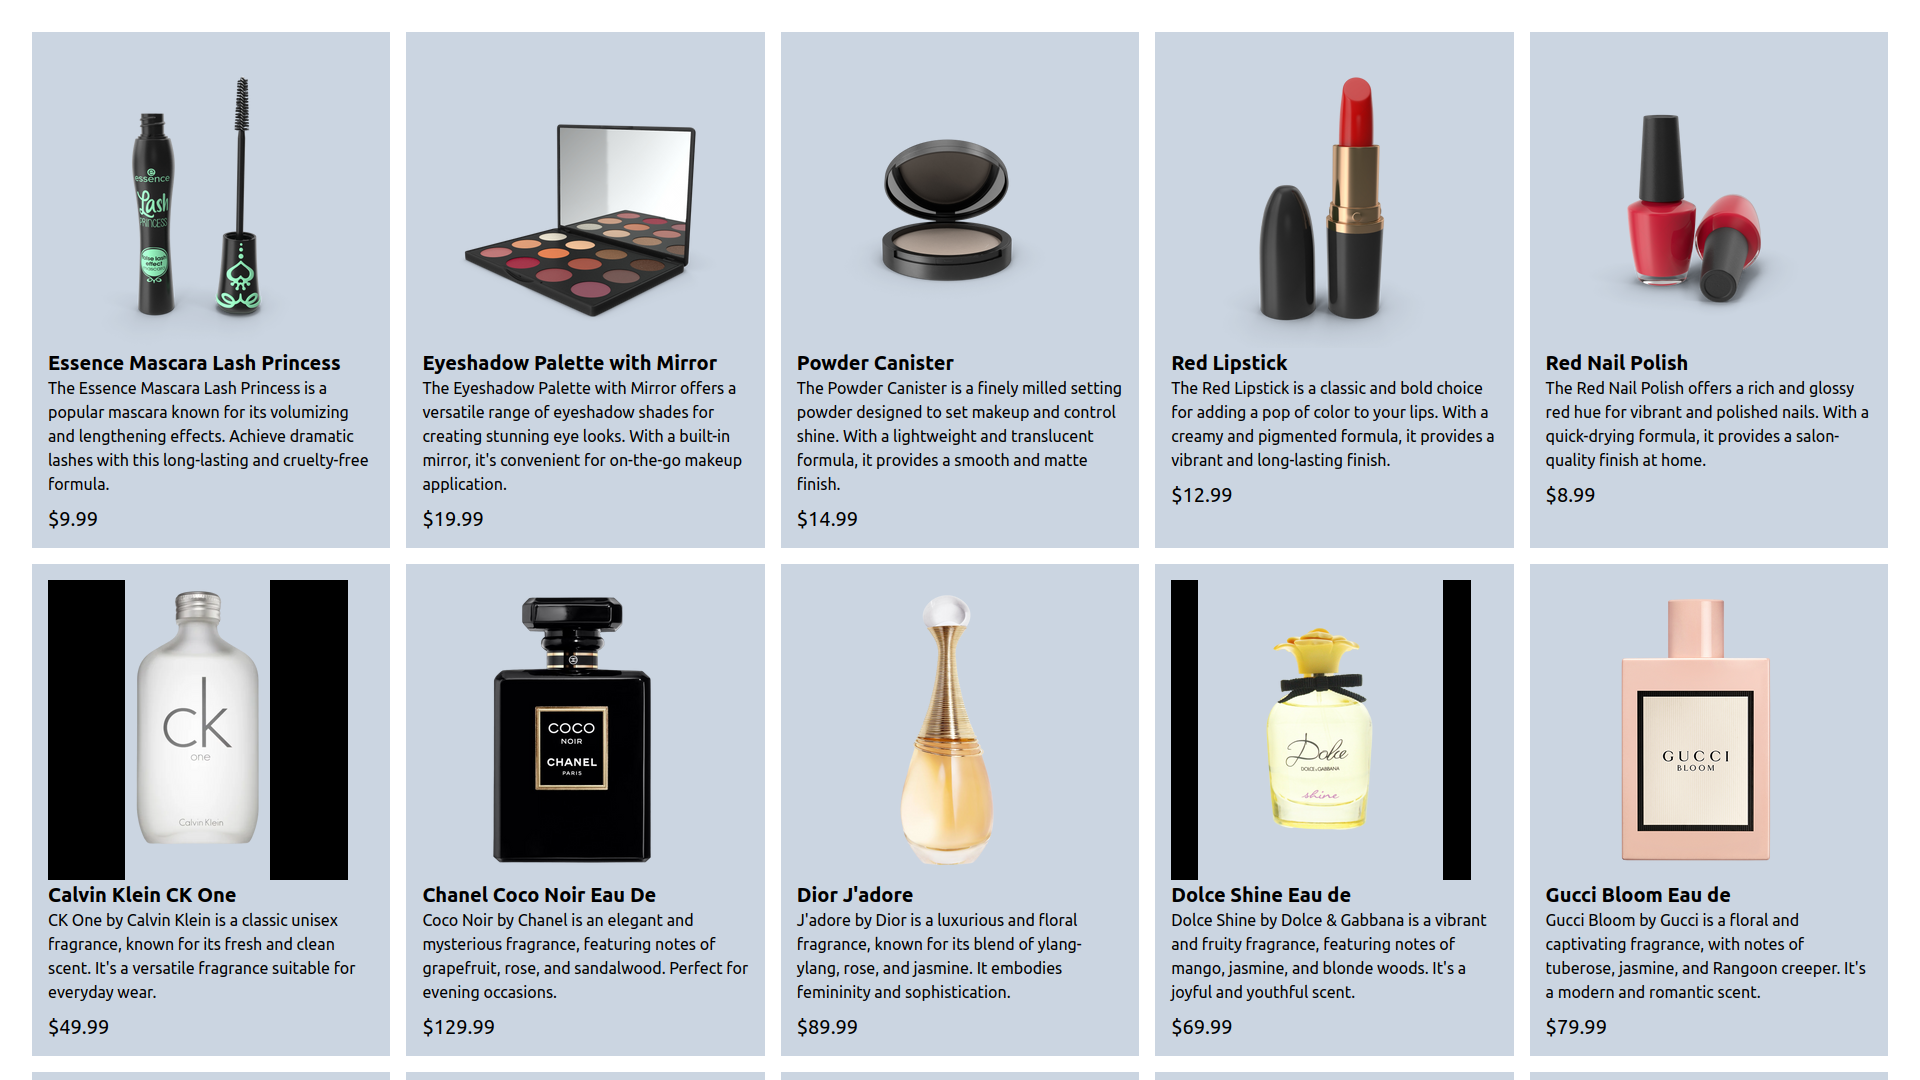 essence
Lash
PRINCESS
false lash
effect
Essence Mascara Lash Princess
The Essence Mascara Lash Princess is a
popular mascara known for its volumizing
and lengthening effects. Achieve dramatic
lashes with this long-lasting and cruelty-free
formula.
$9.99
Eyeshadow Palette with Mirror
The Eyeshadow Palette with Mirror offers a
versatile range of eyeshadow shades for
creating stunning eye looks. With a built-in
mirror, it's convenient for on-the-go makeup
application.
$19.99
Powder Canister
The Powder Canister is a finely milled setting
powder designed to set makeup and control
shine. With a lightweight and translucent
formula, it provides a smooth and matte
finish.
$14.99
Red Lipstick
The Red Lipstick is a classic and bold choice
for adding a pop of color to your lips. With a
creamy and pigmented formula, it provides a
vibrant and long-lasting finish.
$12.99
Red Nail Polish
The Red Nail Polish offers a rich and glossy
red hue for vibrant and polished nails. With a
quick-drying formula, it provides a salon-
quality finish at home.
$8.99
ck
one
Calvin Klein
Calvin Klein CK One
CK One by Calvin Klein is a classic unisex
fragrance, known for its fresh and clean
scent. It's a versatile fragrance suitable for
everyday wear.
$49.99
COCO
NOIR
CHANEL
PARIS
Chanel Coco Noir Eau De
Coco Noir by Chanel is an elegant and
mysterious fragrance, featuring notes of
grapefruit, rose, and sandalwood. Perfect for
evening occasions.
$129.99
Dior J'adore
J'adore by Dior is a luxurious and floral
fragrance, known for its blend of ylang-
ylang, rose, and jasmine. It embodies
femininity and sophistication.
$89.99
Dolce
DOLCE & GABBANA
shine
Dolce Shine Eau de
Dolce Shine by Dolce & Gabbana is a vibrant
and fruity fragrance, featuring notes of
mango, jasmine, and blonde woods. It's a
joyful and youthful scent.
$69.99
GUCCI
BLOOM
Gucci Bloom Eau de
Gucci Bloom by Gucci is a floral and
captivating fragrance, with notes of
tuberose, jasmine, and Rangoon creeper. It's
a modern and romantic scent.
$79.99